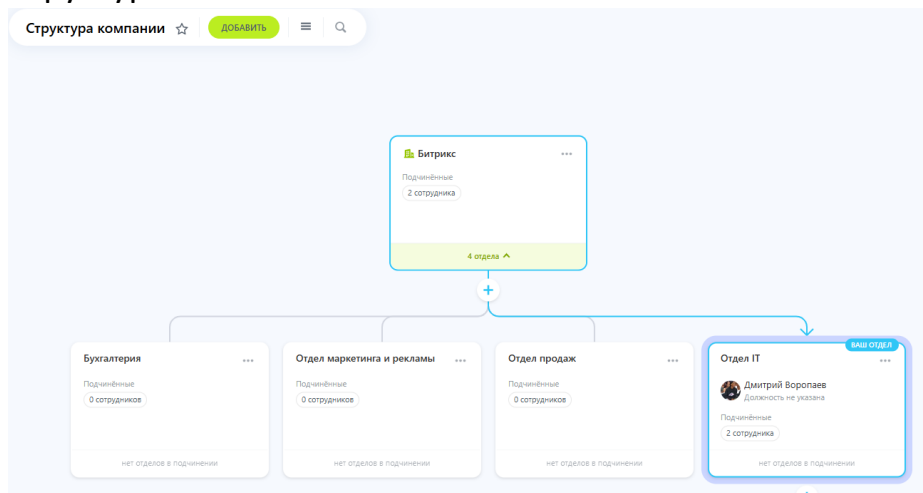 Структура компании
ДОБАВИТЬ
Битрикс
Подчинённые
2 сотрудника
4 отдела
Бухгалтерия
Подчинённые
0 сотрудников
нет отделов в подчинении
Отдел маркетинга и рекламы
Подчинённые
0 сотрудников
нет отделов в подчинении
Отдел продаж
Подчинённые
0 сотрудников
нет отделов в подчинении
ВАШ ОТДЕЛ
Отдел IT
Дмитрий Воропаев
Должность не указана
Подчинённые
2 сотрудника
нет отделов в подчинении